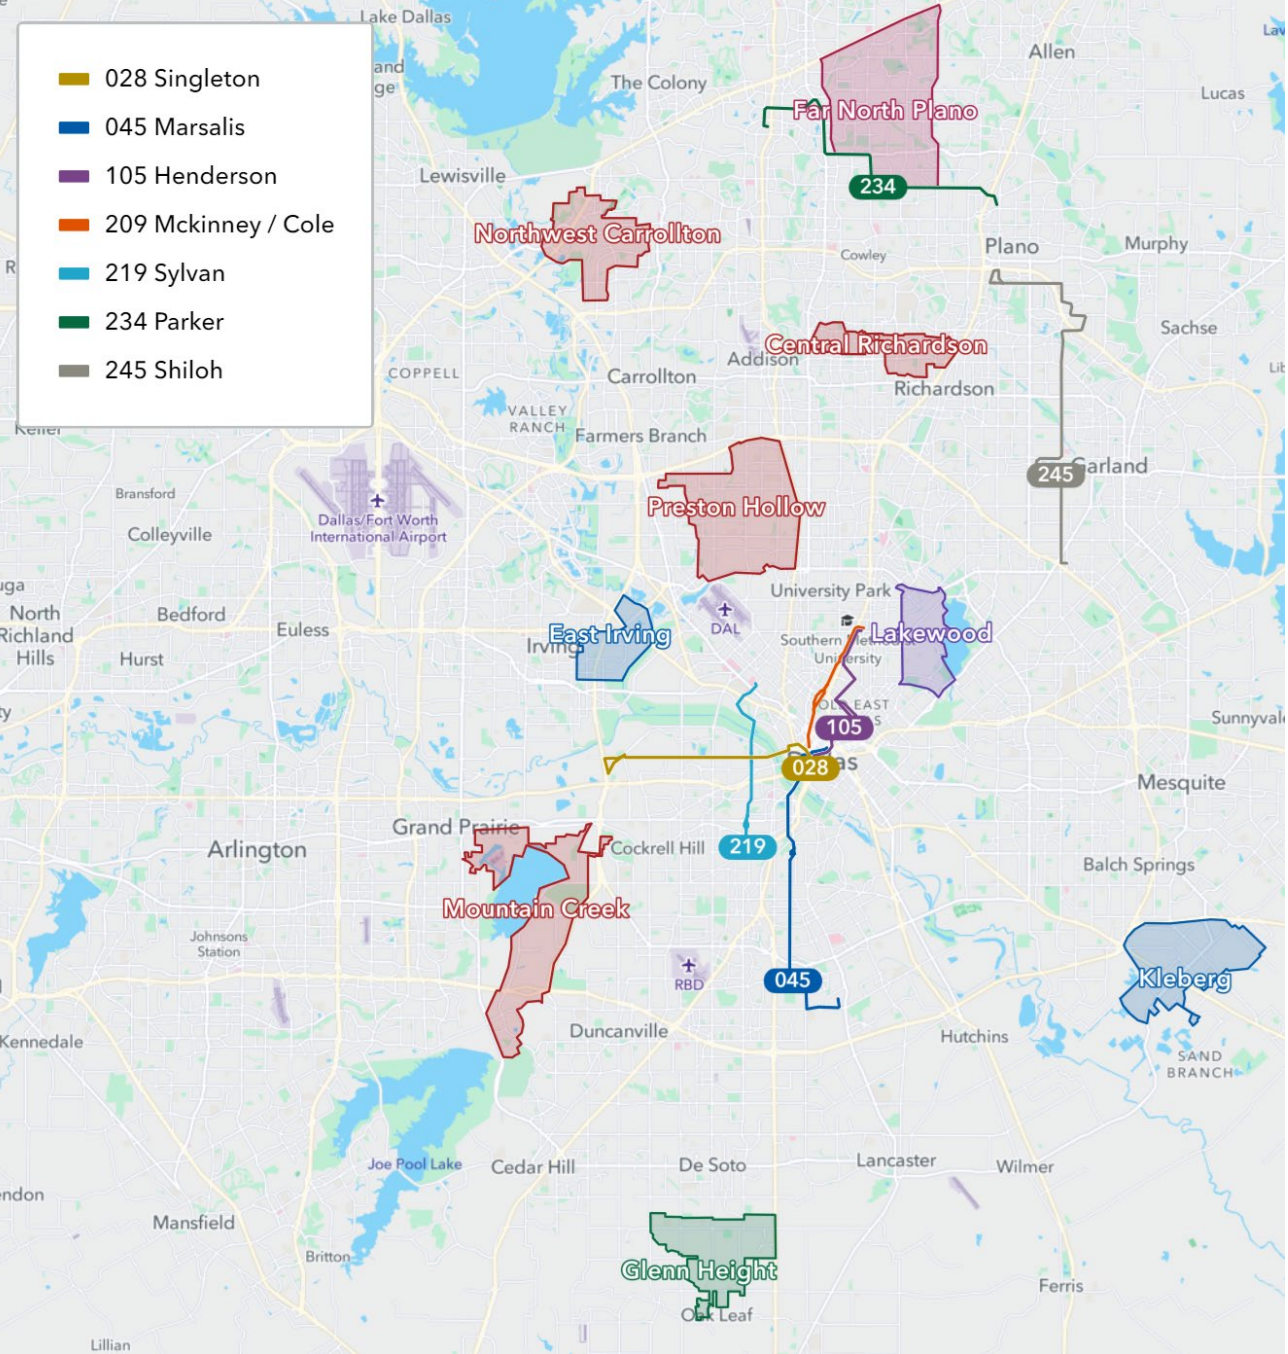 028 Singleton
045 Marsalis
105 Henderson
209 Mckinney / Cole
219 Sylvan
234 Parker
245 Shiloh
Lake Dallas
The Colony
Allen
Lucas
Far North Plano
Lewisville
234
Northwest Carrollton
Plano
Murphy
Cowley
Sachse
Central Richardson
Addison
COPPELL
Carrollton
Richardson
VALLEY
RANCH
Farmers Branch
245
Garland
Bransford
Preston Hollow
Dallas/Fort Worth
International Airport
Colleyville
University Park
North
Richland
Hills
Bedford
Euless
DAL
East Irving
Irving
Lakewood
Southern Methodist
University
Hurst
OLD EAST
105
028
Mesquite
Grand Prairie
Arlington
Cockrell Hill
219
Balch Springs
Mountain Creek
Johnsons
Station
RBD
045
Kleberg
Duncanville
Hutchins
Kennedale
SAND
BRANCH
Joe Pool Lake
Cedar Hill
De Soto
Lancaster
Wilmer
Mansfield
Britton
Glenn Height
Oak Leaf
Ferris
Lillian